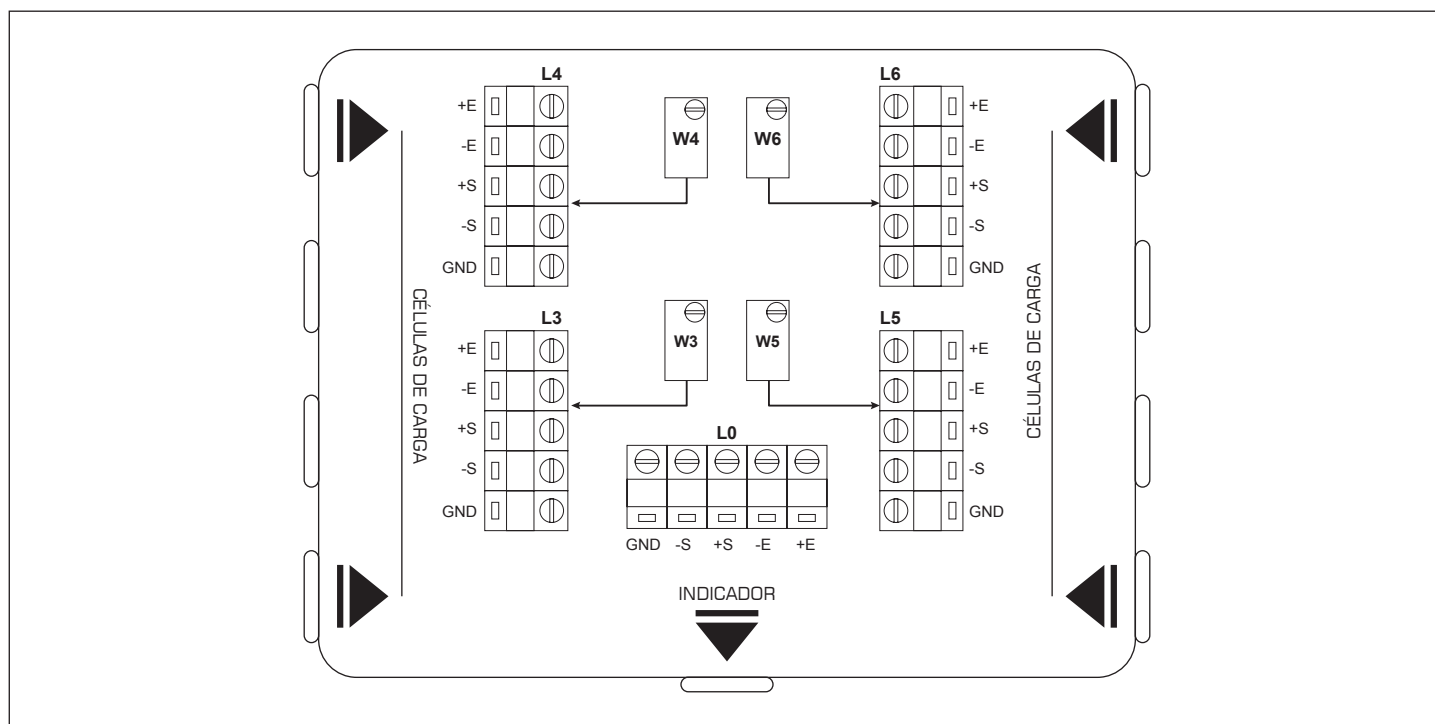 L4
+E
-E
+S
-S
GND
W4
W6
L6
+E
-E
+S
-S
GND
CÉLULAS DE CARGA
L3
+E
-E
+S
-S
GND
W3
W5
L5
+E
-E
+S
-S
GND
CÉLULAS DE CARGA
L0
GND -S +S -E +E
INDICADOR